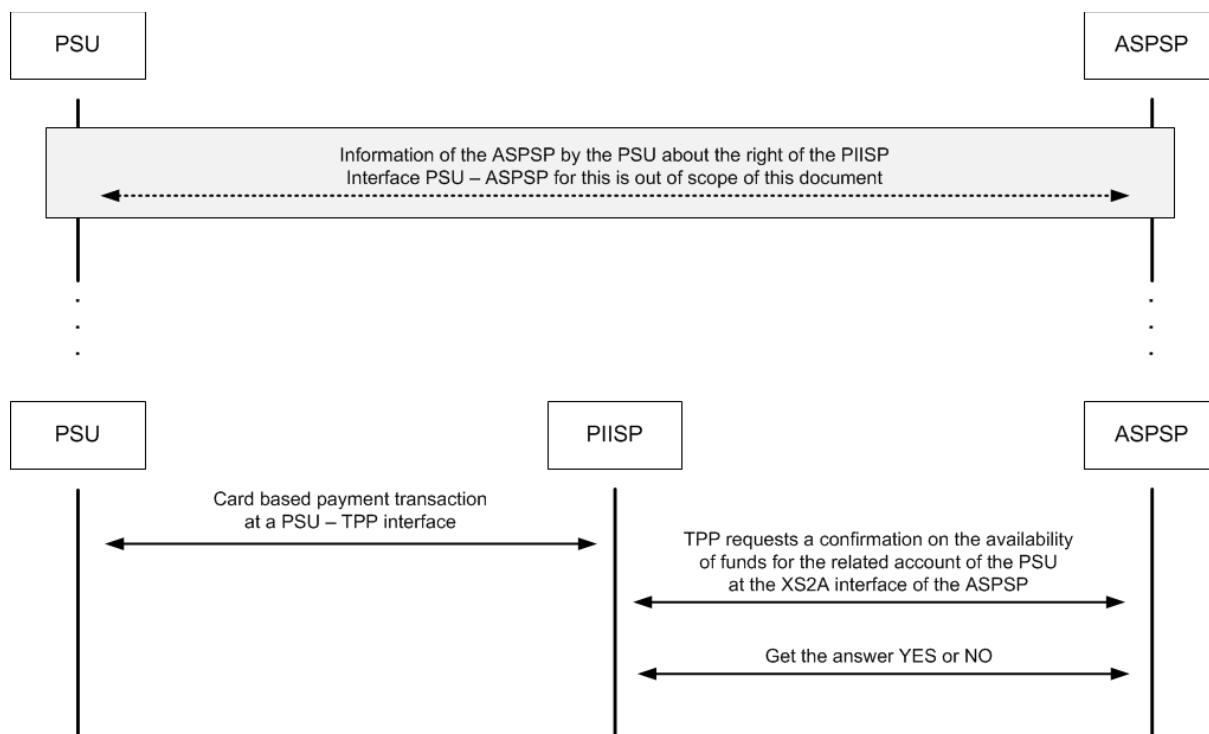 PSU
ASPSP
Information of the ASPSP by the PSU about the right of the PIISP
Interface PSU – ASPSP for this is out of scope of this document
PSU
PIISP
ASPSP
Card based payment transaction
at a PSU – TPP interface
TPP requests a confirmation on the availability
of funds for the related account of the PSU
at the XS2A interface of the ASPSP
Get the answer YES or NO